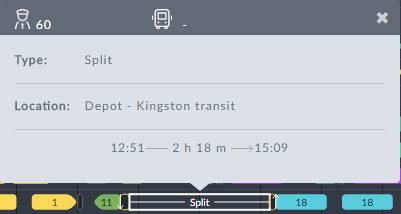 60 -
Type: Split
Location: Depot - Kingston transit
12:51 2 h 18 m 15:09
1 11 Split 18 18